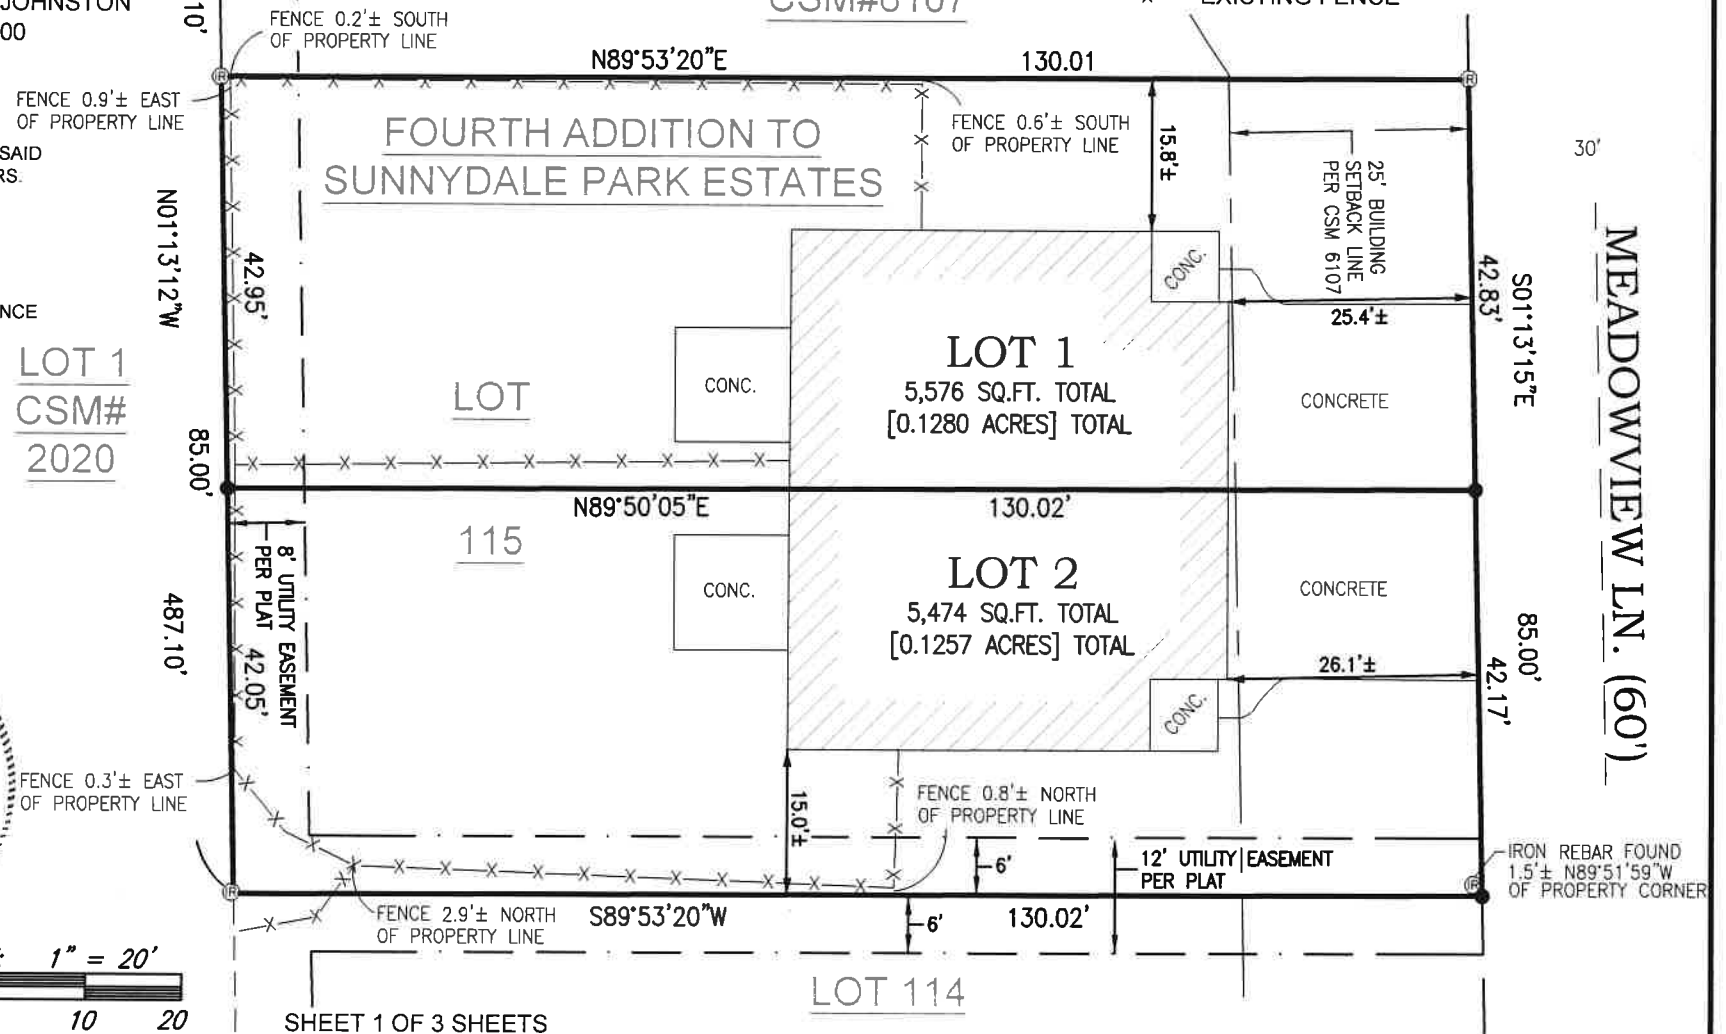 JOHNSTON
00
10'
FENCE 0.2'± SOUTH
OF PROPERTY LINE
CSM#6107
EXISTING FENCE
N89°53'20"E
130.01
FENCE 0.9'± EAST
OF PROPERTY LINE
SAID
RS.
FOURTH ADDITION TO
SUNNYDALE PARK ESTATES
FENCE 0.6'± SOUTH
OF PROPERTY LINE
15.8'±
25' BUILDING
SETBACK LINE
PER CSM 6107
30'
N01°13'12"W
42.95'
CONC.
25.4'±
42.83'
S01°13'15"E
MEADOWVIEW LN. (60')
NCE
LOT 1
CSM#
2020
LOT
CONC.
LOT 1
5,576 SQ.FT. TOTAL
[0.1280 ACRES] TOTAL
CONCRETE
85.00'
N89°50'05"E
130.02'
115
8' UTILITY EASEMENT
PER PLAT
42.05'
487.10'
CONC.
LOT 2
5,474 SQ.FT. TOTAL
[0.1257 ACRES] TOTAL
CONCRETE
26.1'±
85.00'
42.17'
CONC.
FENCE 0.3'± EAST
OF PROPERTY LINE
15.0'±
FENCE 0.8'± NORTH
OF PROPERTY LINE
6'
12' UTILITY EASEMENT
PER PLAT
IRON REBAR FOUND
1.5'± N89°51'59"W
OF PROPERTY CORNER
FENCE 2.9'± NORTH
OF PROPERTY LINE
S89°53'20"W
6'
130.02'
1" = 20'
10 20
LOT 114
SHEET 1 OF 3 SHEETS